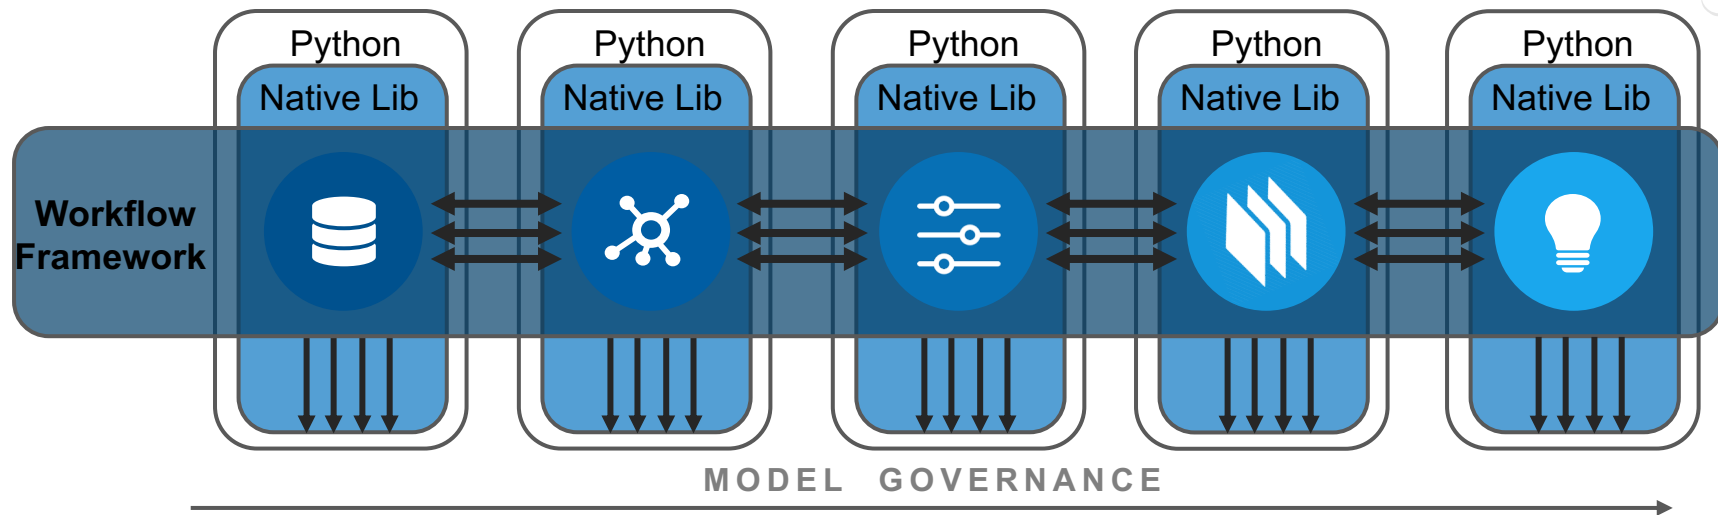 Python
Python
Python
Python
Python
Native Lib
Native Lib
Native Lib
Native Lib
Native Lib
Workflow
Framework
MODEL GOVERNANCE